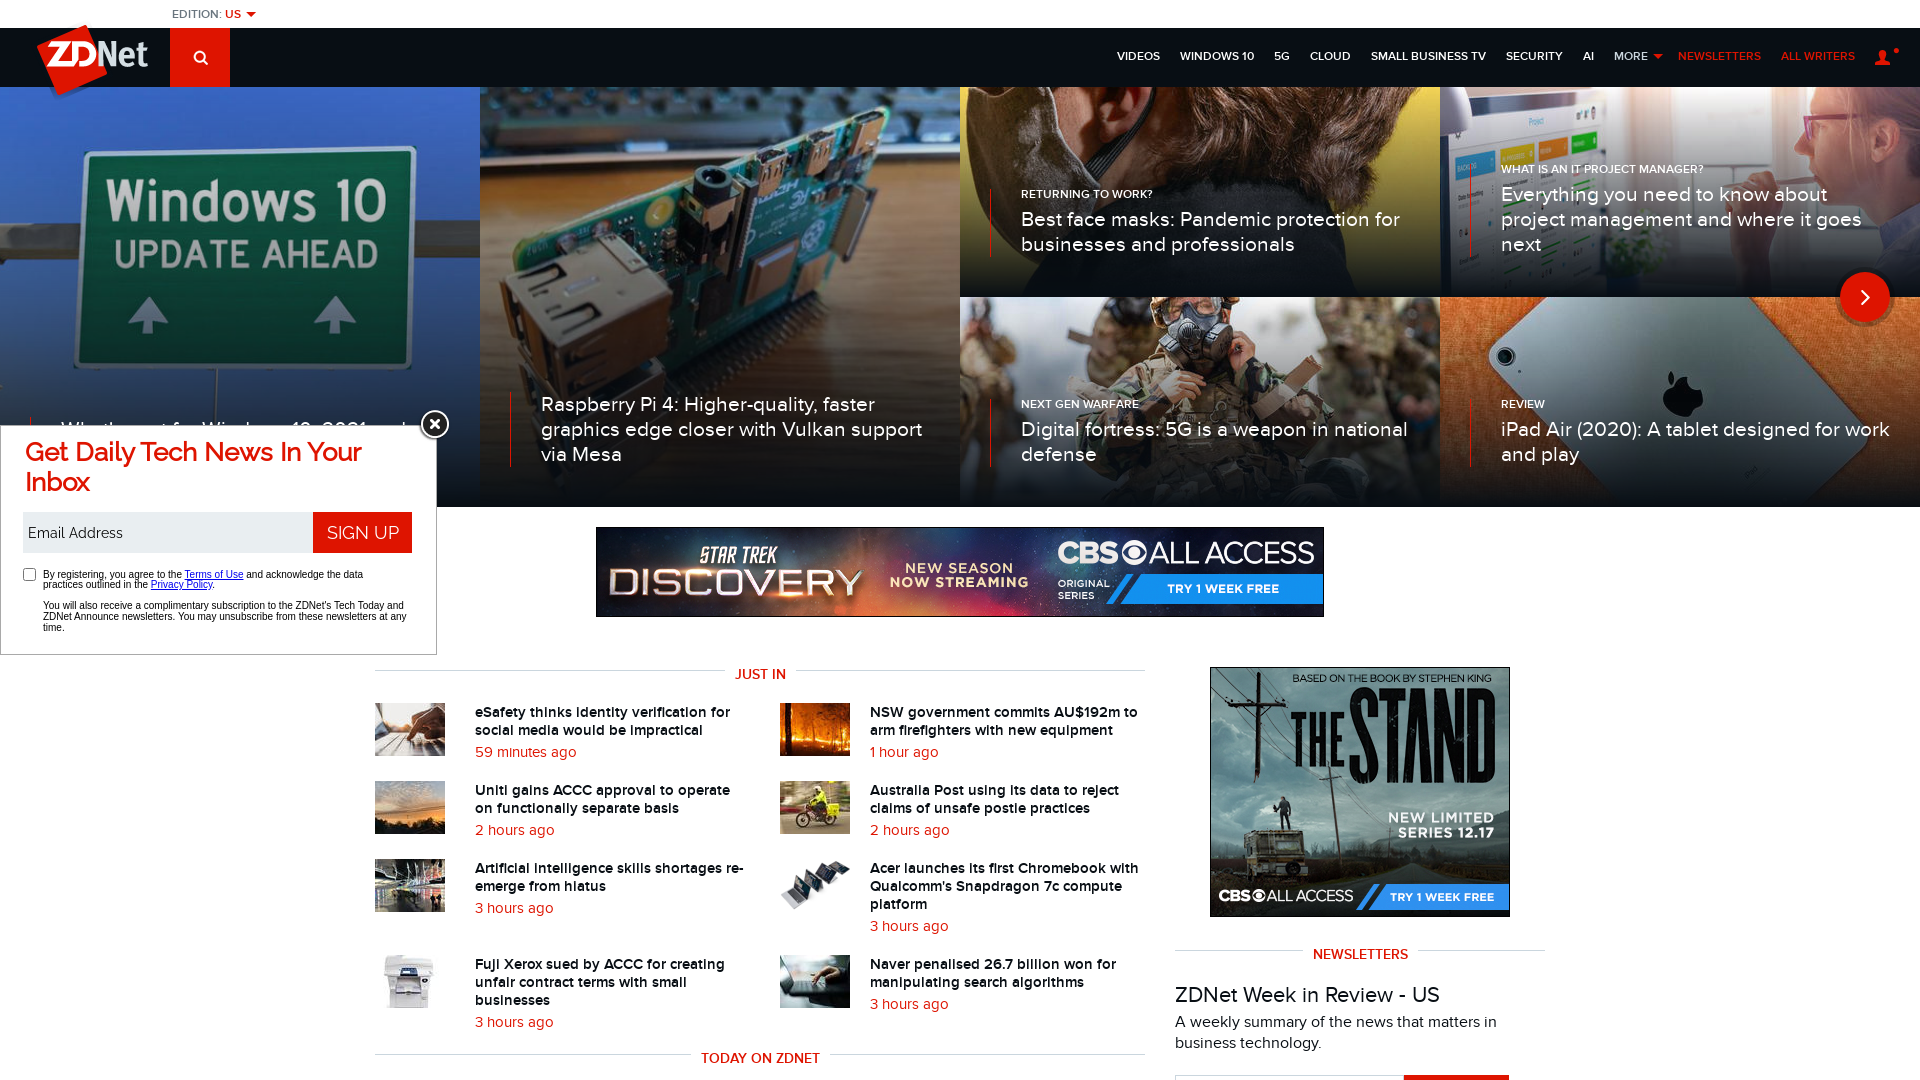 EDITION: US
ZDNet
VIDEOS WINDOWS 10 5G CLOUD SMALL BUSINESS TV SECURITY AI MORE NEWSLETTERS ALL WRITERS
Windows 10
UPDATE AHEAD
Raspberry Pi 4: Higher-quality, faster
graphics edge closer with Vulkan support
via Mesa
RETURNING TO WORK?
Best face masks: Pandemic protection for
businesses and professionals
WHAT IS AN IT PROJECT MANAGER?
Everything you need to know about
project management and where it goes
next
Project
NEXT GEN WARFARE
Digital fortress: 5G is a weapon in national
defense
REVIEW
iPad Air (2020): A tablet designed for work
and play
Get Daily Tech News In Your
Inbox
Email Address
SIGN UP
By registering, you agree to the Terms of Use and acknowledge the data
practices outlined in the Privacy Policy.
You will also receive a complimentary subscription to the ZDNet's Tech Today and
ZDNet Announce newsletters. You may unsubscribe from these newsletters at any
time.
STAR TREK
DISCOVERY
NEW SEASON
NOW STREAMING
CBS ALL ACCESS
ORIGINAL
SERIES
TRY 1 WEEK FREE
JUST IN
eSafety thinks identity verification for
social media would be impractical
59 minutes ago
NSW government commits AU$192m to
arm firefighters with new equipment
1 hour ago
Uniti gains ACCC approval to operate
on functionally separate basis
2 hours ago
Australia Post using its data to reject
claims of unsafe postie practices
2 hours ago
Artificial intelligence skills shortages re-
emerge from hiatus
3 hours ago
Acer launches its first Chromebook with
Qualcomm's Snapdragon 7c compute
platform
3 hours ago
Fuji Xerox sued by ACCC for creating
unfair contract terms with small
businesses
3 hours ago
Naver penalised 26.7 billion won for
manipulating search algorithms
3 hours ago
TODAY ON ZDNET
BASED ON THE BOOK BY STEPHEN KING
THE STAND
NEW LIMITED
SERIES 12.17
CBS ALL ACCESS
TRY 1 WEEK FREE
NEWSLETTERS
ZDNet Week in Review - US
A weekly summary of the news that matters in
business technology.